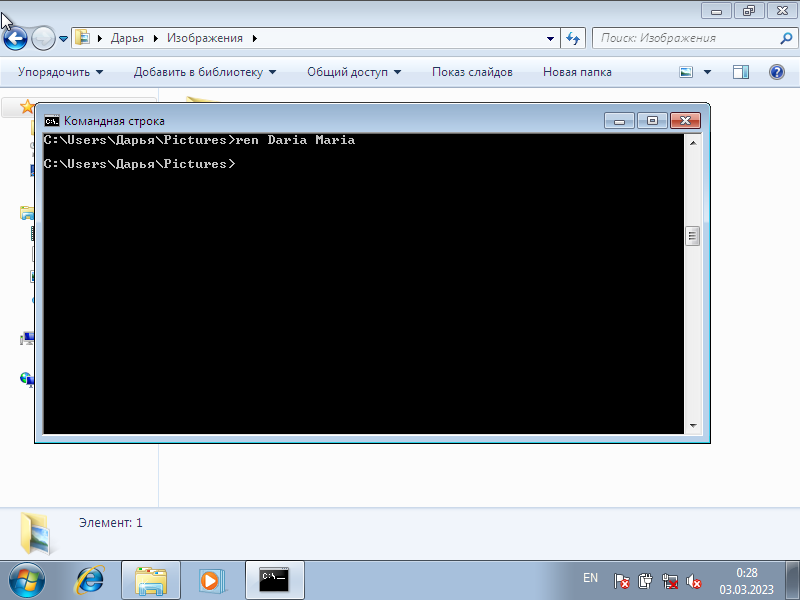 Дарья
Изображения
Поиск: Изображения
Упорядочить
Добавить в библиотеку
Общий доступ
Показ слайдов
Новая папка
Командная строка
C:\Users\Дарья\Pictures>ren Daria Maria
C:\Users\Дарья\Pictures>
Элемент: 1
C:\_
EN
0:28
03.03.2023